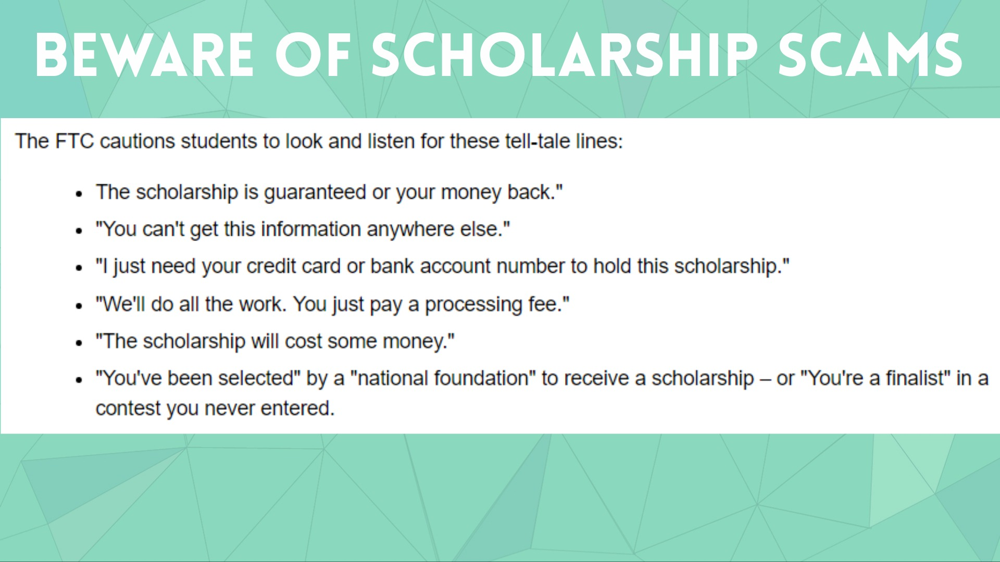 BEWARE OF SCHOLARSHIP SCAMS
The FTC cautions students to look and listen for these tell-tale lines:
• The scholarship is guaranteed or your money back."
• "You can't get this information anywhere else."
• "I just need your credit card or bank account number to hold this scholarship."
• "We'll do all the work. You just pay a processing fee."
• "The scholarship will cost some money."
• "You've been selected" by a "national foundation" to receive a scholarship – or "You're a finalist" in a
contest you never entered.